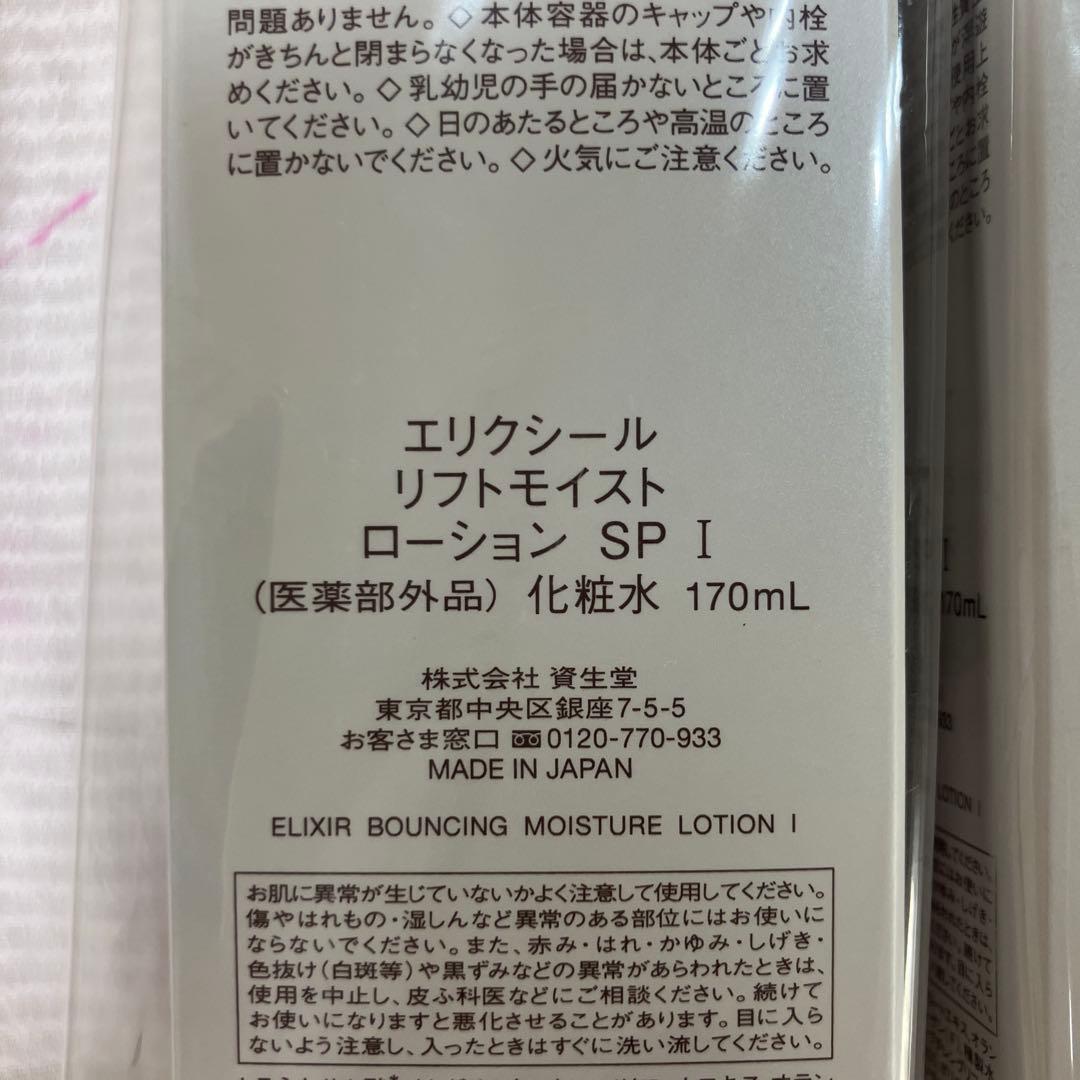 問題ありません。◇本体容器のキャップや内栓
がきちんと閉まらなくなった場合は、本体ごとお求
めください。◇乳幼児の手の届かないところに置
いてください。◇日のあたるところや高温のところ
に置かないでください。◇火気にご注意ください。
エリクシール
リフトモイスト
ローション SP Ⅰ
(医薬部外品) 化粧水 170mL
株式会社 資生堂
東京都中央区銀座7-5-5
お客さま窓口 0120-770-933
MADE IN JAPAN
ELIXIR BOUNCING MOISTURE LOTION Ⅰ
お肌に異常が生じていないかよく注意して使用してください。
傷やはれもの・湿しんなど異常のある部位にはお使いに
ならないでください。また、赤み・はれ・かゆみ・しげき・
色抜け(白斑等)や黒ずみなどの異常があらわれたときは、
使用を中止し、皮ふ科医などにご相談ください。続けて
お使いになりますと悪化させることがあります。目に入ら
ないよう注意し、入ったときはすぐに洗い流してください。
Ⅰ
170mL
LOTION Ⅰ